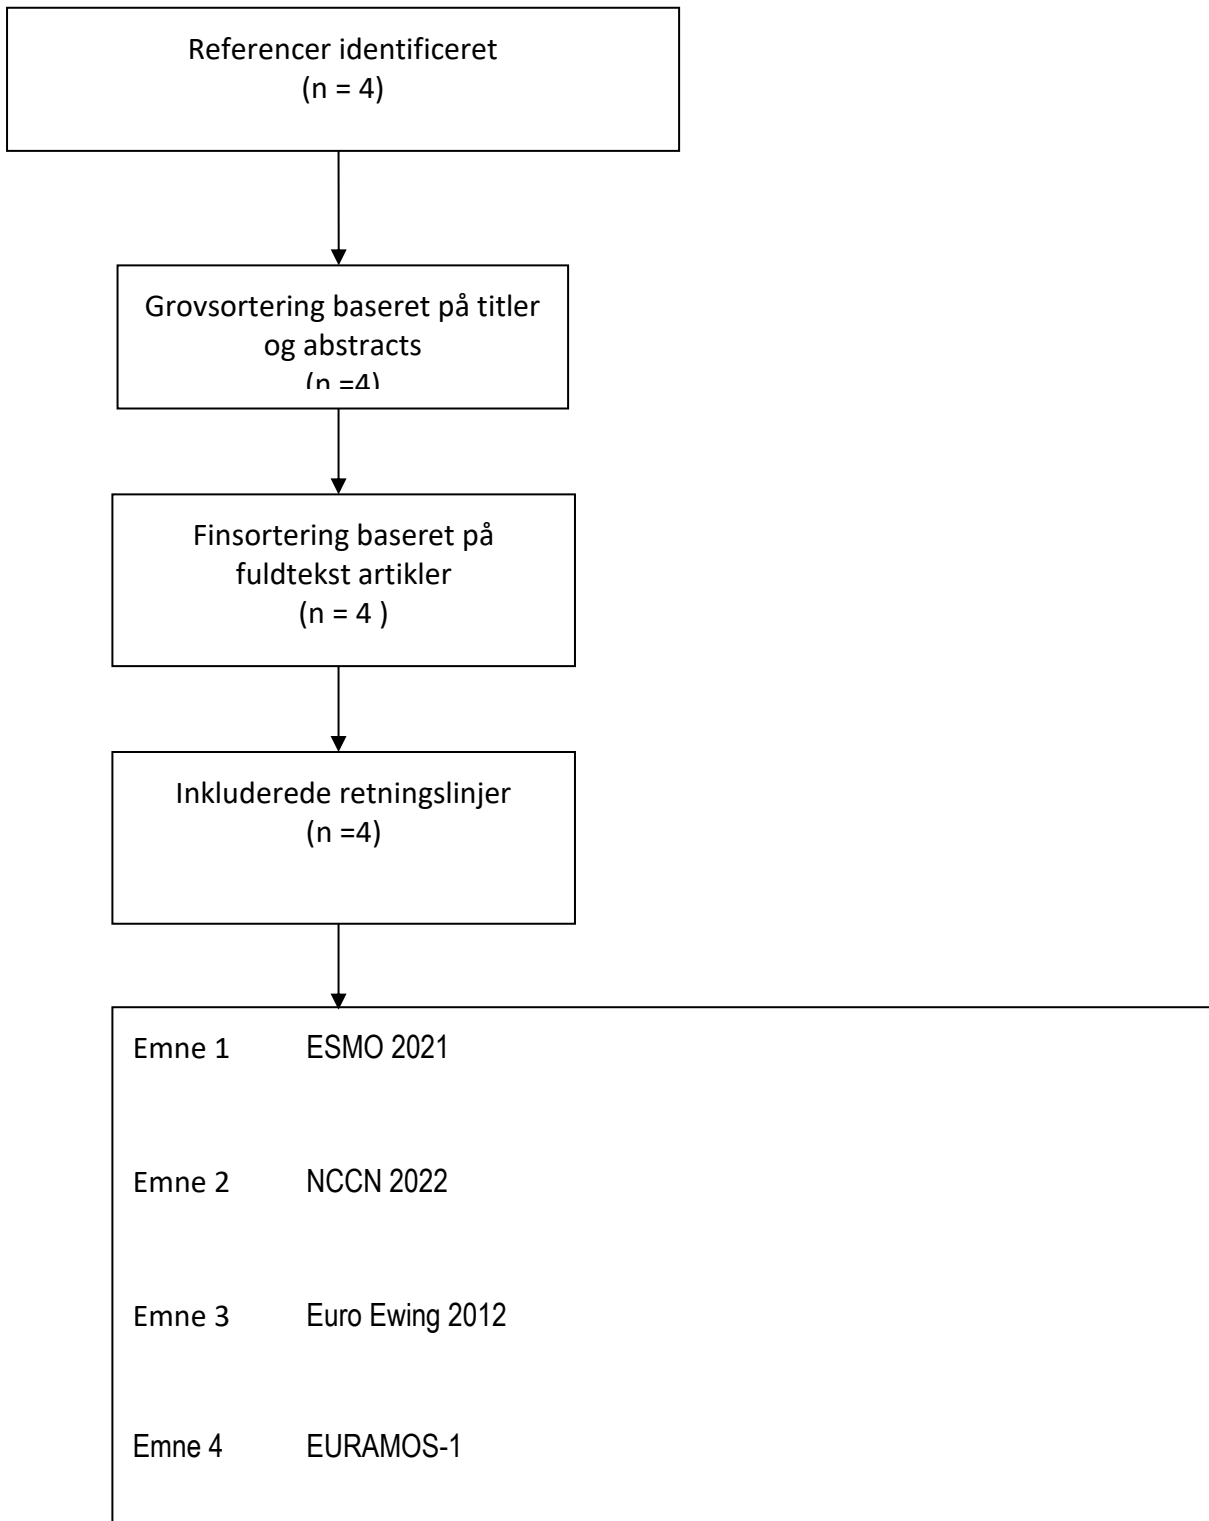 Referencer identificeret
(n = 4)
Grovsortering baseret på titler
og abstracts
(n =4)
Finsortering baseret på
fuldtekst artikler
(n = 4 )
Inkluderede retningslinjer
(n =4)
Emne 1 ESMO 2021
Emne 2 NCCN 2022
Emne 3 Euro Ewing 2012
Emne 4 EURAMOS-1